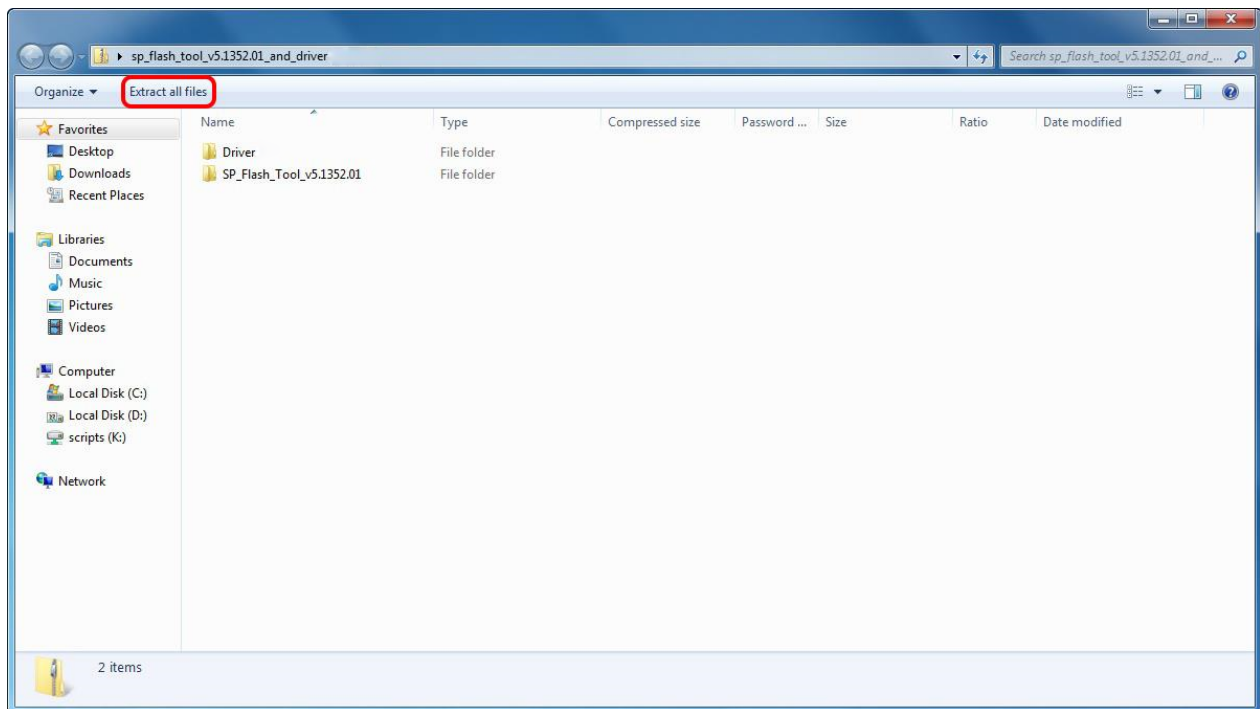 sp_flash_tool_v5.1352.01_and_driver
Search sp_flash_tool_v5.1352.01_and_...
Organize
Extract all files
Name Type Compressed size Password ... Size Ratio Date modified
Favorites
Desktop
Downloads
Recent Places
Libraries
Documents
Music
Pictures
Videos
Computer
Local Disk (C:)
Local Disk (D:)
scripts (K:)
Network
Driver File folder
SP_Flash_Tool_v5.1352.01 File folder
2 items